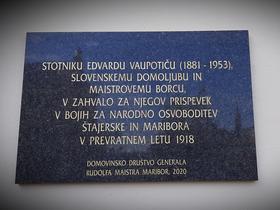 STOTNIKU EDVARDU VAUPOTIČU (1881 - 1953),
SLOVENSKEMU DOMOLJUBU IN
MAISTROVEMU BORCU,
V ZAHVALO ZA NJEGOV PRISPEVEK
V BOJIH ZA NARODNO OSVOBODITEV
ŠTAJERSKE IN MARIBORA
V PREVRATNEM LETU 1918
DOMOVINSKO DRUŠTVO GENERALA
RUDOLFA MAISTRA MARIBOR, 2020